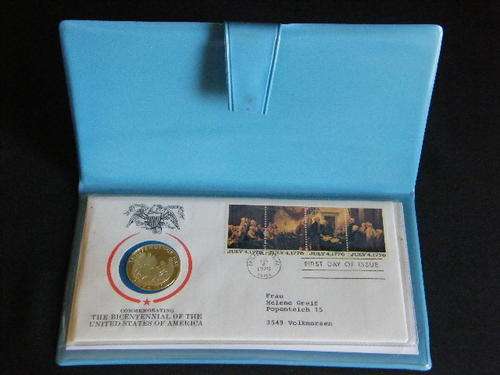 JULY 4, 1776 JULY 4, 1776 JULY 4, 1776 JULY 4, 1776
FIRST DAY OF ISSUE
COMMEMORATING
THE BICENTENNIAL OF THE
UNITED STATES OF AMERICA
Frau
Helene Greif
Popenteich 15
3549 Volkmarsen